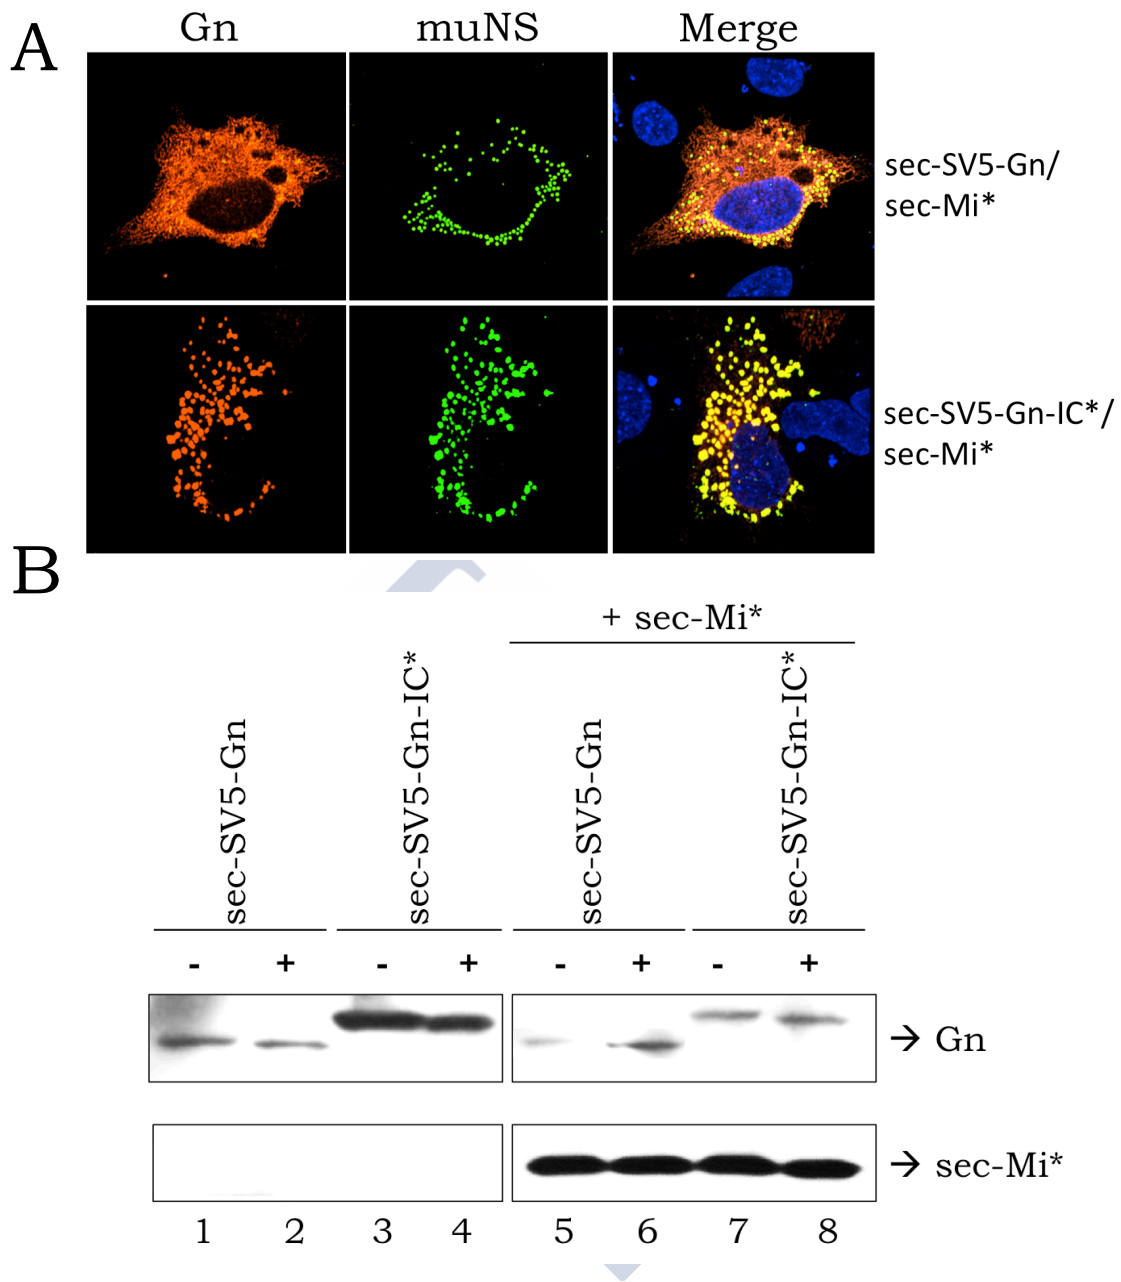 A
Gn
muNS
Merge
sec-SV5-Gn/
sec-Mi*
sec-SV5-Gn-IC*/
sec-Mi*
B
+ sec-Mi*
sec-SV5-Gn
sec-SV5-Gn-IC*
sec-SV5-Gn
sec-SV5-Gn-IC*
- + - + - + - +
→ Gn
→ sec-Mi*
1 2 3 4 5 6 7 8